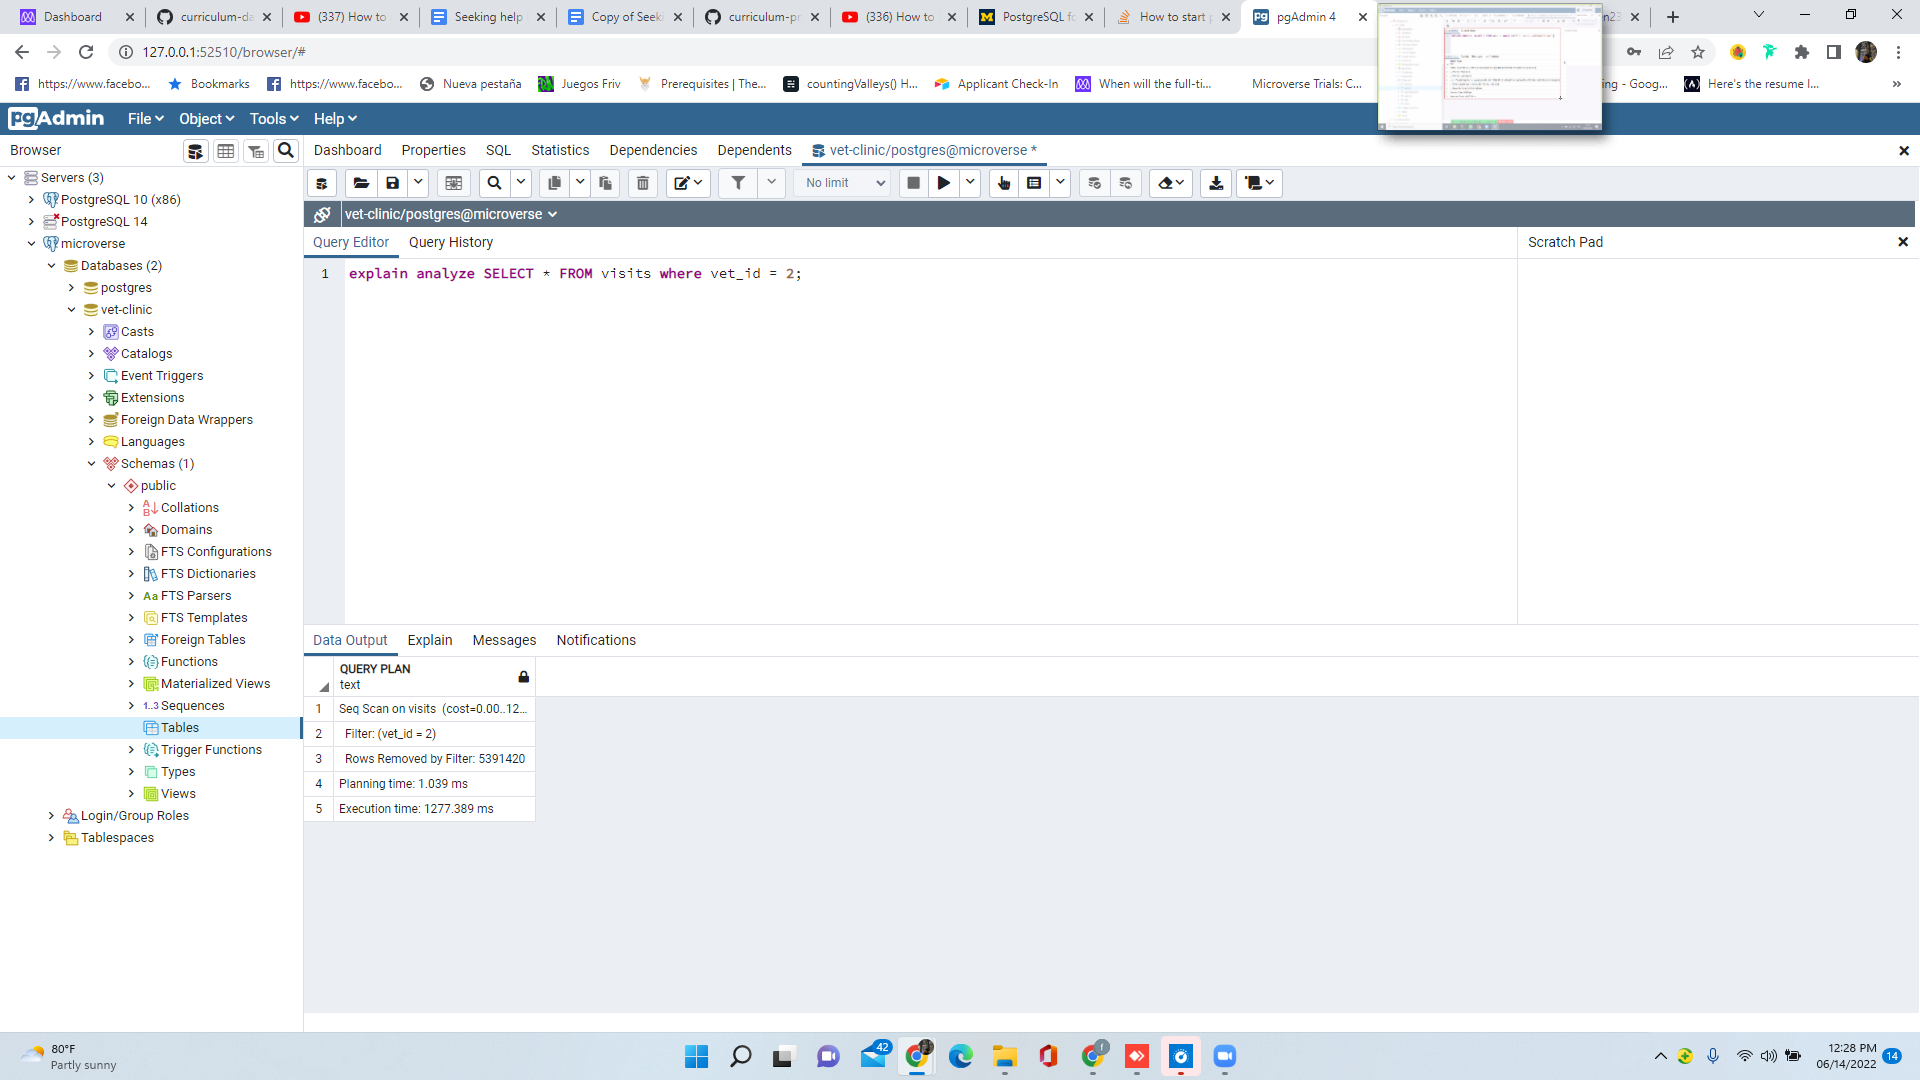 Dashboard
curriculum-da
(337) How to
Seeking help
Copy of Seeki
curriculum-pr
(336) How to
PostgreSQL fo
How to start p
pgAdmin 4
127.0.0.1:52510/browser/#
https://www.facebo...
Bookmarks
https://www.facebo...
Nueva pestaña
Juegos Friv
Prerequisites | The...
countingValleys() H...
Applicant Check-In
When will the full-ti...
Microverse Trials: C...
ing - Goog...
Here's the resume I...
»
pgAdmin
File
Object
Tools
Help
Browser
Dashboard
Properties
SQL
Statistics
Dependencies
Dependents
vet-clinic/postgres@microverse *
No limit
vet-clinic/postgres@microverse
Query Editor
Query History
Scratch Pad
1 explain analyze SELECT * FROM visits where vet_id = 2;
Servers (3)
PostgreSQL 10 (x86)
PostgreSQL 14
microverse
Databases (2)
postgres
vet-clinic
Casts
Catalogs
Event Triggers
Extensions
Foreign Data Wrappers
Languages
Schemas (1)
public
Collations
Domains
FTS Configurations
FTS Dictionaries
Aa FTS Parsers
FTS Templates
Foreign Tables
Functions
Materialized Views
1..3 Sequences
Tables
Trigger Functions
Types
Views
Login/Group Roles
Tablespaces
Data Output
Explain
Messages
Notifications
QUERY PLAN
text
1 Seq Scan on visits (cost=0.00..12...
2 Filter: (vet_id = 2)
3 Rows Removed by Filter: 5391420
4 Planning time: 1.039 ms
5 Execution time: 1277.389 ms
80°F
Partly sunny
42
12:28 PM
06/14/2022
14